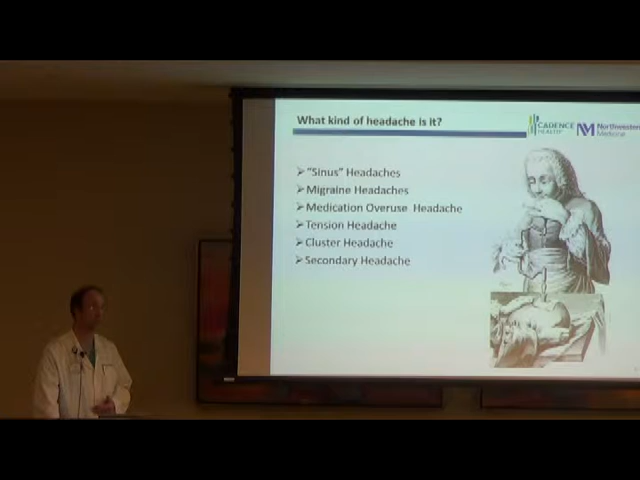 What kind of headache is it?
CADENCE
HEALTH
Northwestern
Medicine
"Sinus" Headaches
Migraine Headaches
Medication Overuse Headache
Tension Headache
Cluster Headache
Secondary Headache